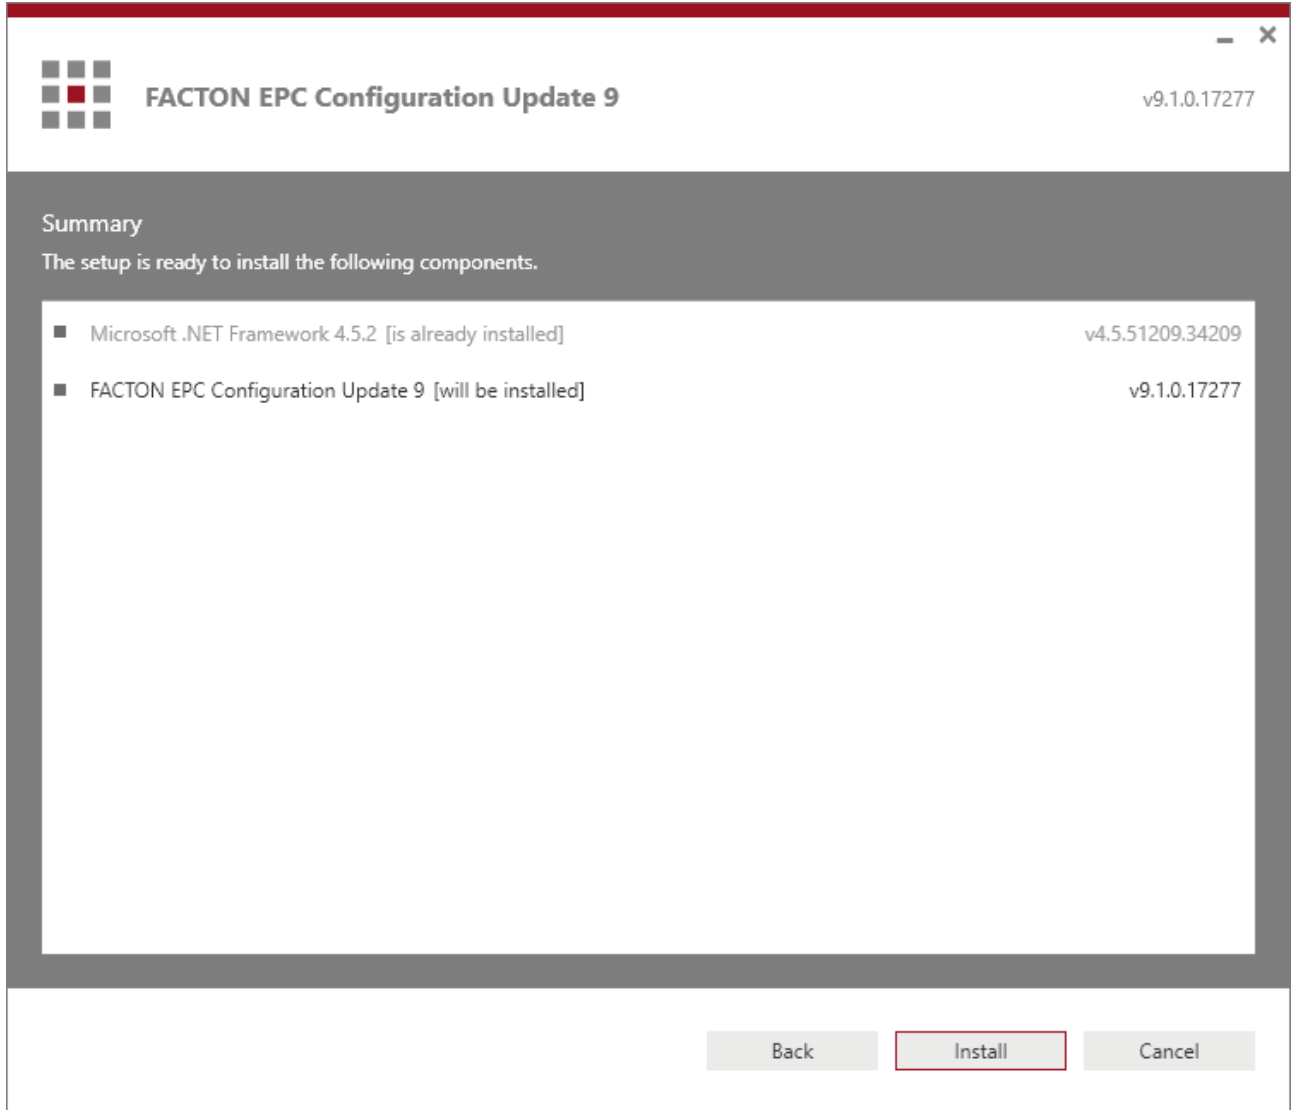 FACTON EPC Configuration Update 9
v9.1.0.17277
Summary
The setup is ready to install the following components.
Microsoft .NET Framework 4.5.2 [is already installed] v4.5.51209.34209
FACTON EPC Configuration Update 9 [will be installed] v9.1.0.17277
Back Install Cancel